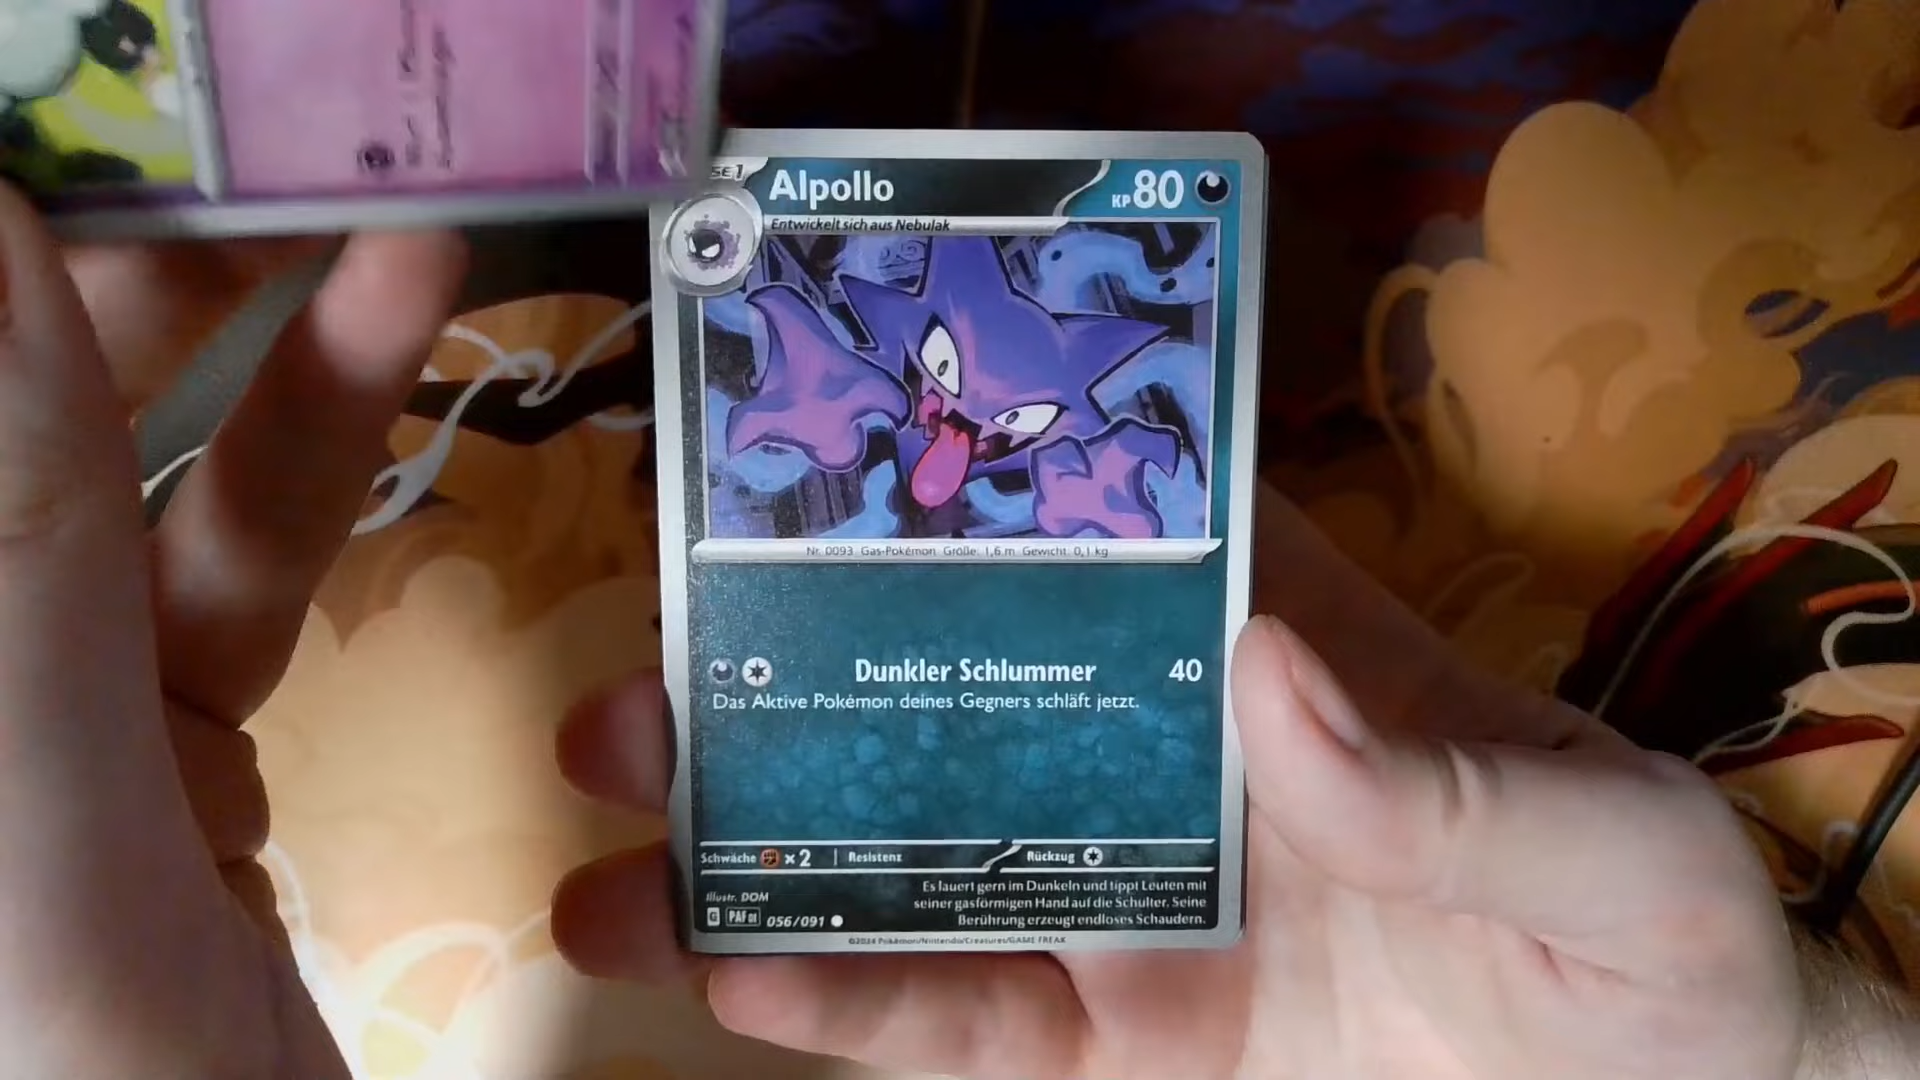 Alpollo
KP 80
Entwickelt sich aus Nebulak
Nr. 0093 Gas-Pokémon Größe: 1,6 m Gewicht: 0,1 kg
Dunkler Schlummer 40
Das Aktive Pokémon deines Gegners schläft jetzt.
Schwäche ×2 Resistenz Rückzug
Illustr. DOM
Es lauert gern im Dunkeln und tippt Leuten mit
seiner gasförmigen Hand auf die Schulter. Seine
Berührung erzeugt endloses Schaudern.
G PAF DE 056/091
©2024 Pokémon/Nintendo/Creatures/GAME FREAK